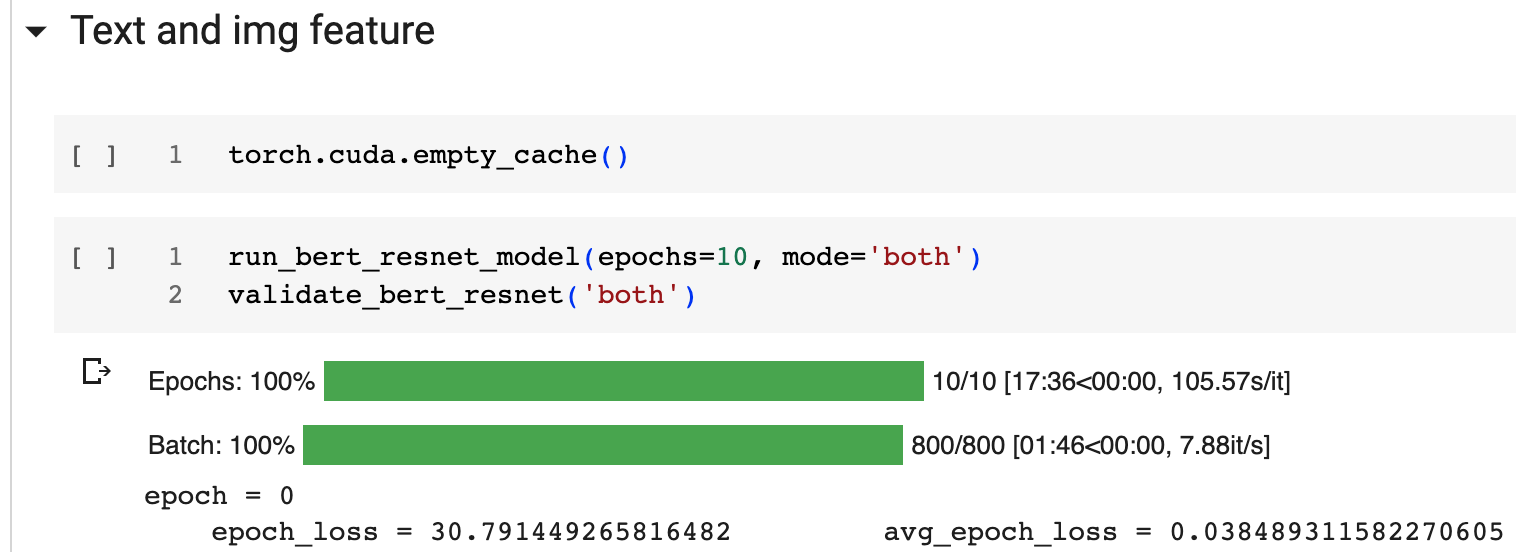 Text and img feature
[ ] 1 torch.cuda.empty_cache()
[ ] 1 run_bert_resnet_model(epochs=10, mode='both')
2 validate_bert_resnet('both')
Epochs: 100% 10/10 [17:36<00:00, 105.57s/it]
Batch: 100% 800/800 [01:46<00:00, 7.88it/s]
epoch = 0
epoch_loss = 30.791449265816482 avg_epoch_loss = 0.038489311582270605